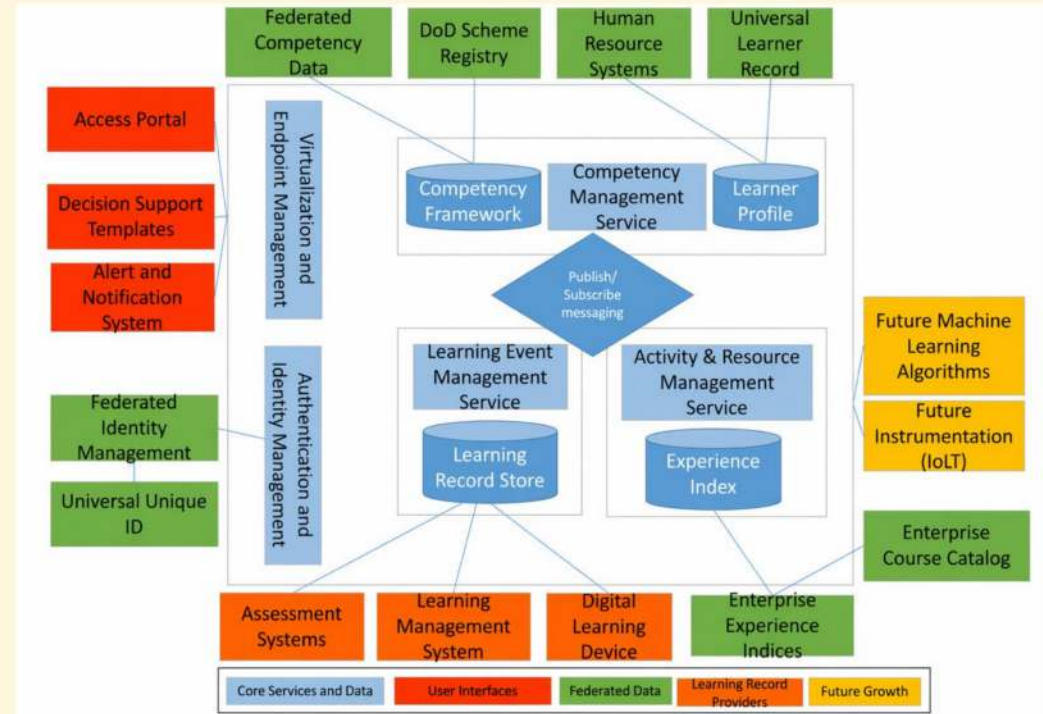 Federated
Competency
Data
DoD Scheme
Registry
Human
Resource
Systems
Universal
Learner
Record
Access Portal
Decision Support
Templates
Alert and
Notification
System
Virtualization and
Endpoint Management
Competency
Framework
Competency
Management
Service
Learner
Profile
Publish/
Subscribe
messaging
Federated
Identity
Management
Universal Unique
ID
Authentication and
Identity Management
Learning Event
Management
Service
Learning
Record Store
Activity & Resource
Management
Service
Experience
Index
Future Machine
Learning
Algorithms
Future
Instrumentation
(IoLT)
Enterprise
Course Catalog
Assessment
Systems
Learning
Management
System
Digital
Learning
Device
Enterprise
Experience
Indices
Core Services and Data
User Interfaces
Federated Data
Learning Record
Providers
Future Growth